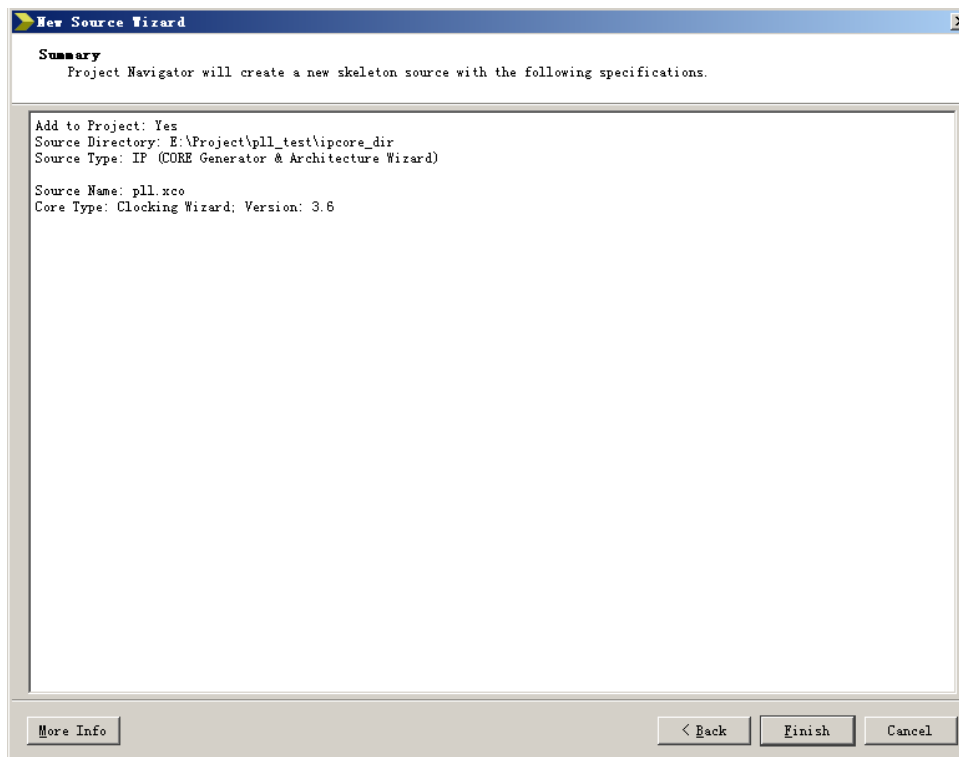 New Source Wizard
Summary
Project Navigator will create a new skeleton source with the following specifications.
Add to Project: Yes
Source Directory: E:\Project\pll_test\ipcore_dir
Source Type: IP (CORE Generator & Architecture Wizard)
Source Name: pll.xco
Core Type: Clocking Wizard; Version: 3.6
More Info
< Back
Finish
Cancel